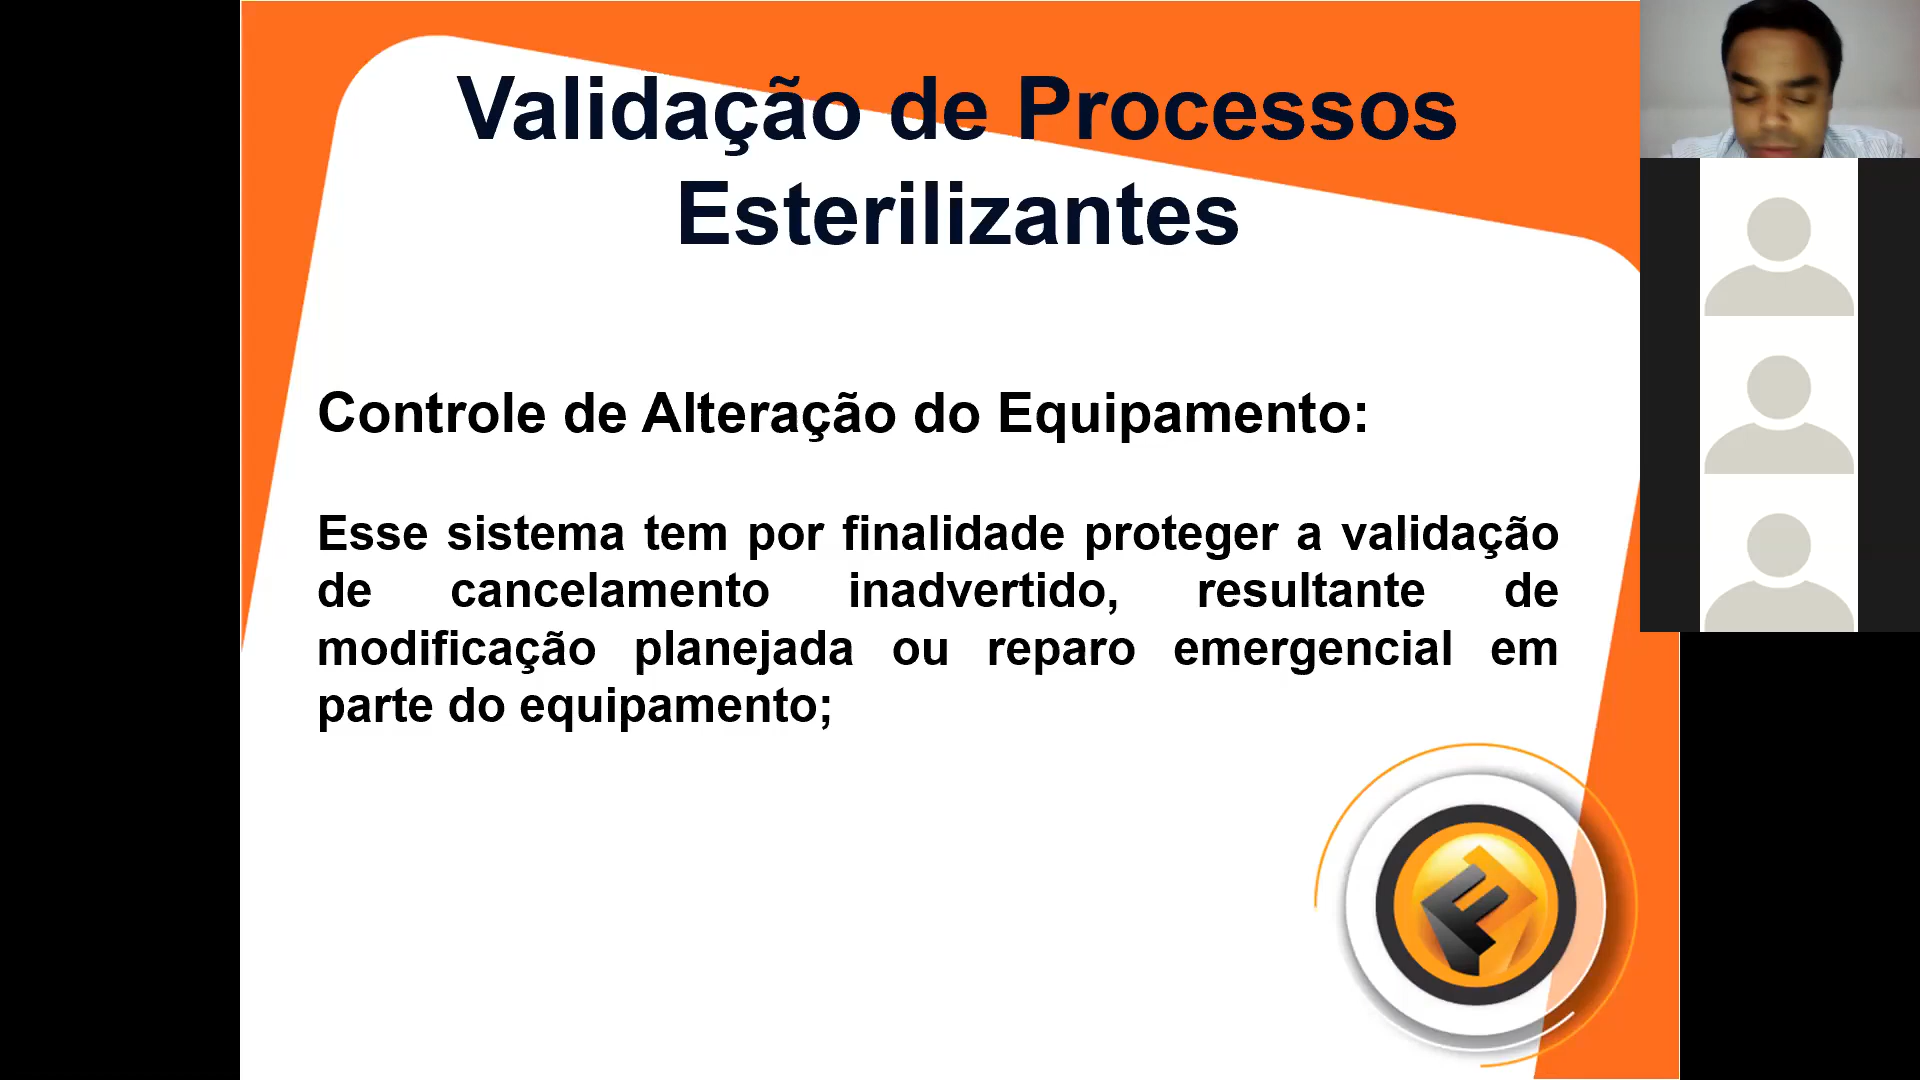 Validação de Processos
Esterilizantes
Controle de Alteração do Equipamento:
Esse sistema tem por finalidade proteger a validação
de cancelamento inadvertido, resultante de
modificação planejada ou reparo emergencial em
parte do equipamento;